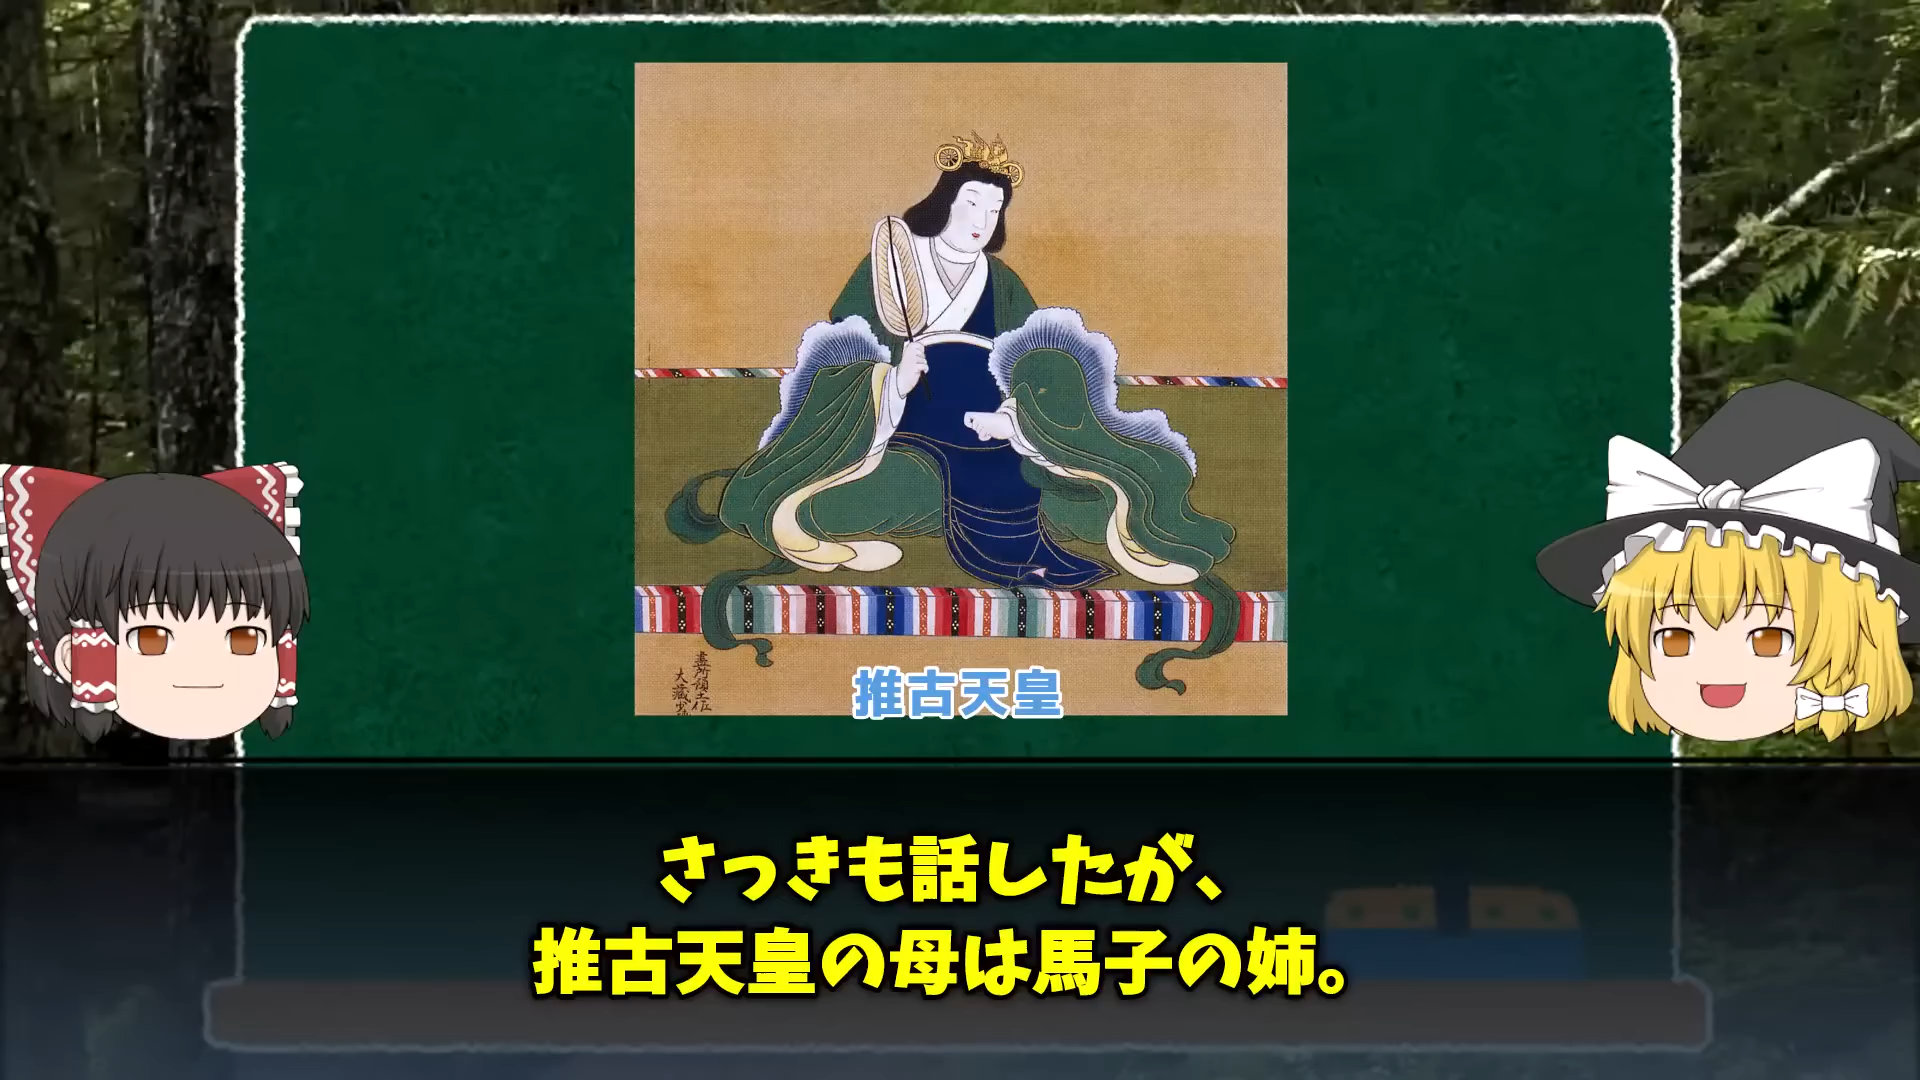 推古天皇
さっきも話したが、
推古天皇の母は馬子の姉。